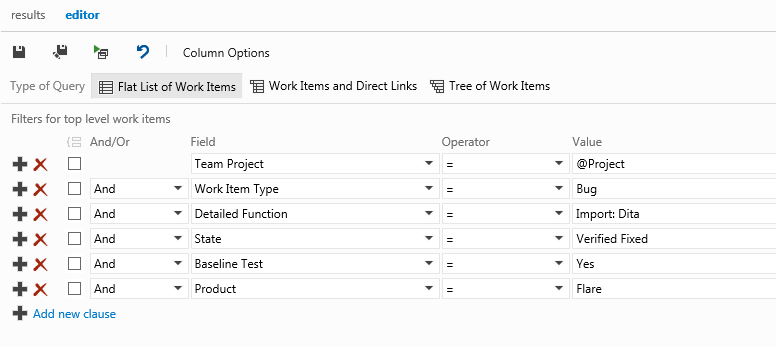 results editor
Column Options
Type of Query Flat List of Work Items Work Items and Direct Links Tree of Work Items
Filters for top level work items
And/Or Field Operator Value
Team Project = @Project
And Work Item Type = Bug
And Detailed Function = Import: Dita
And State = Verified Fixed
And Baseline Test = Yes
And Product = Flare
Add new clause